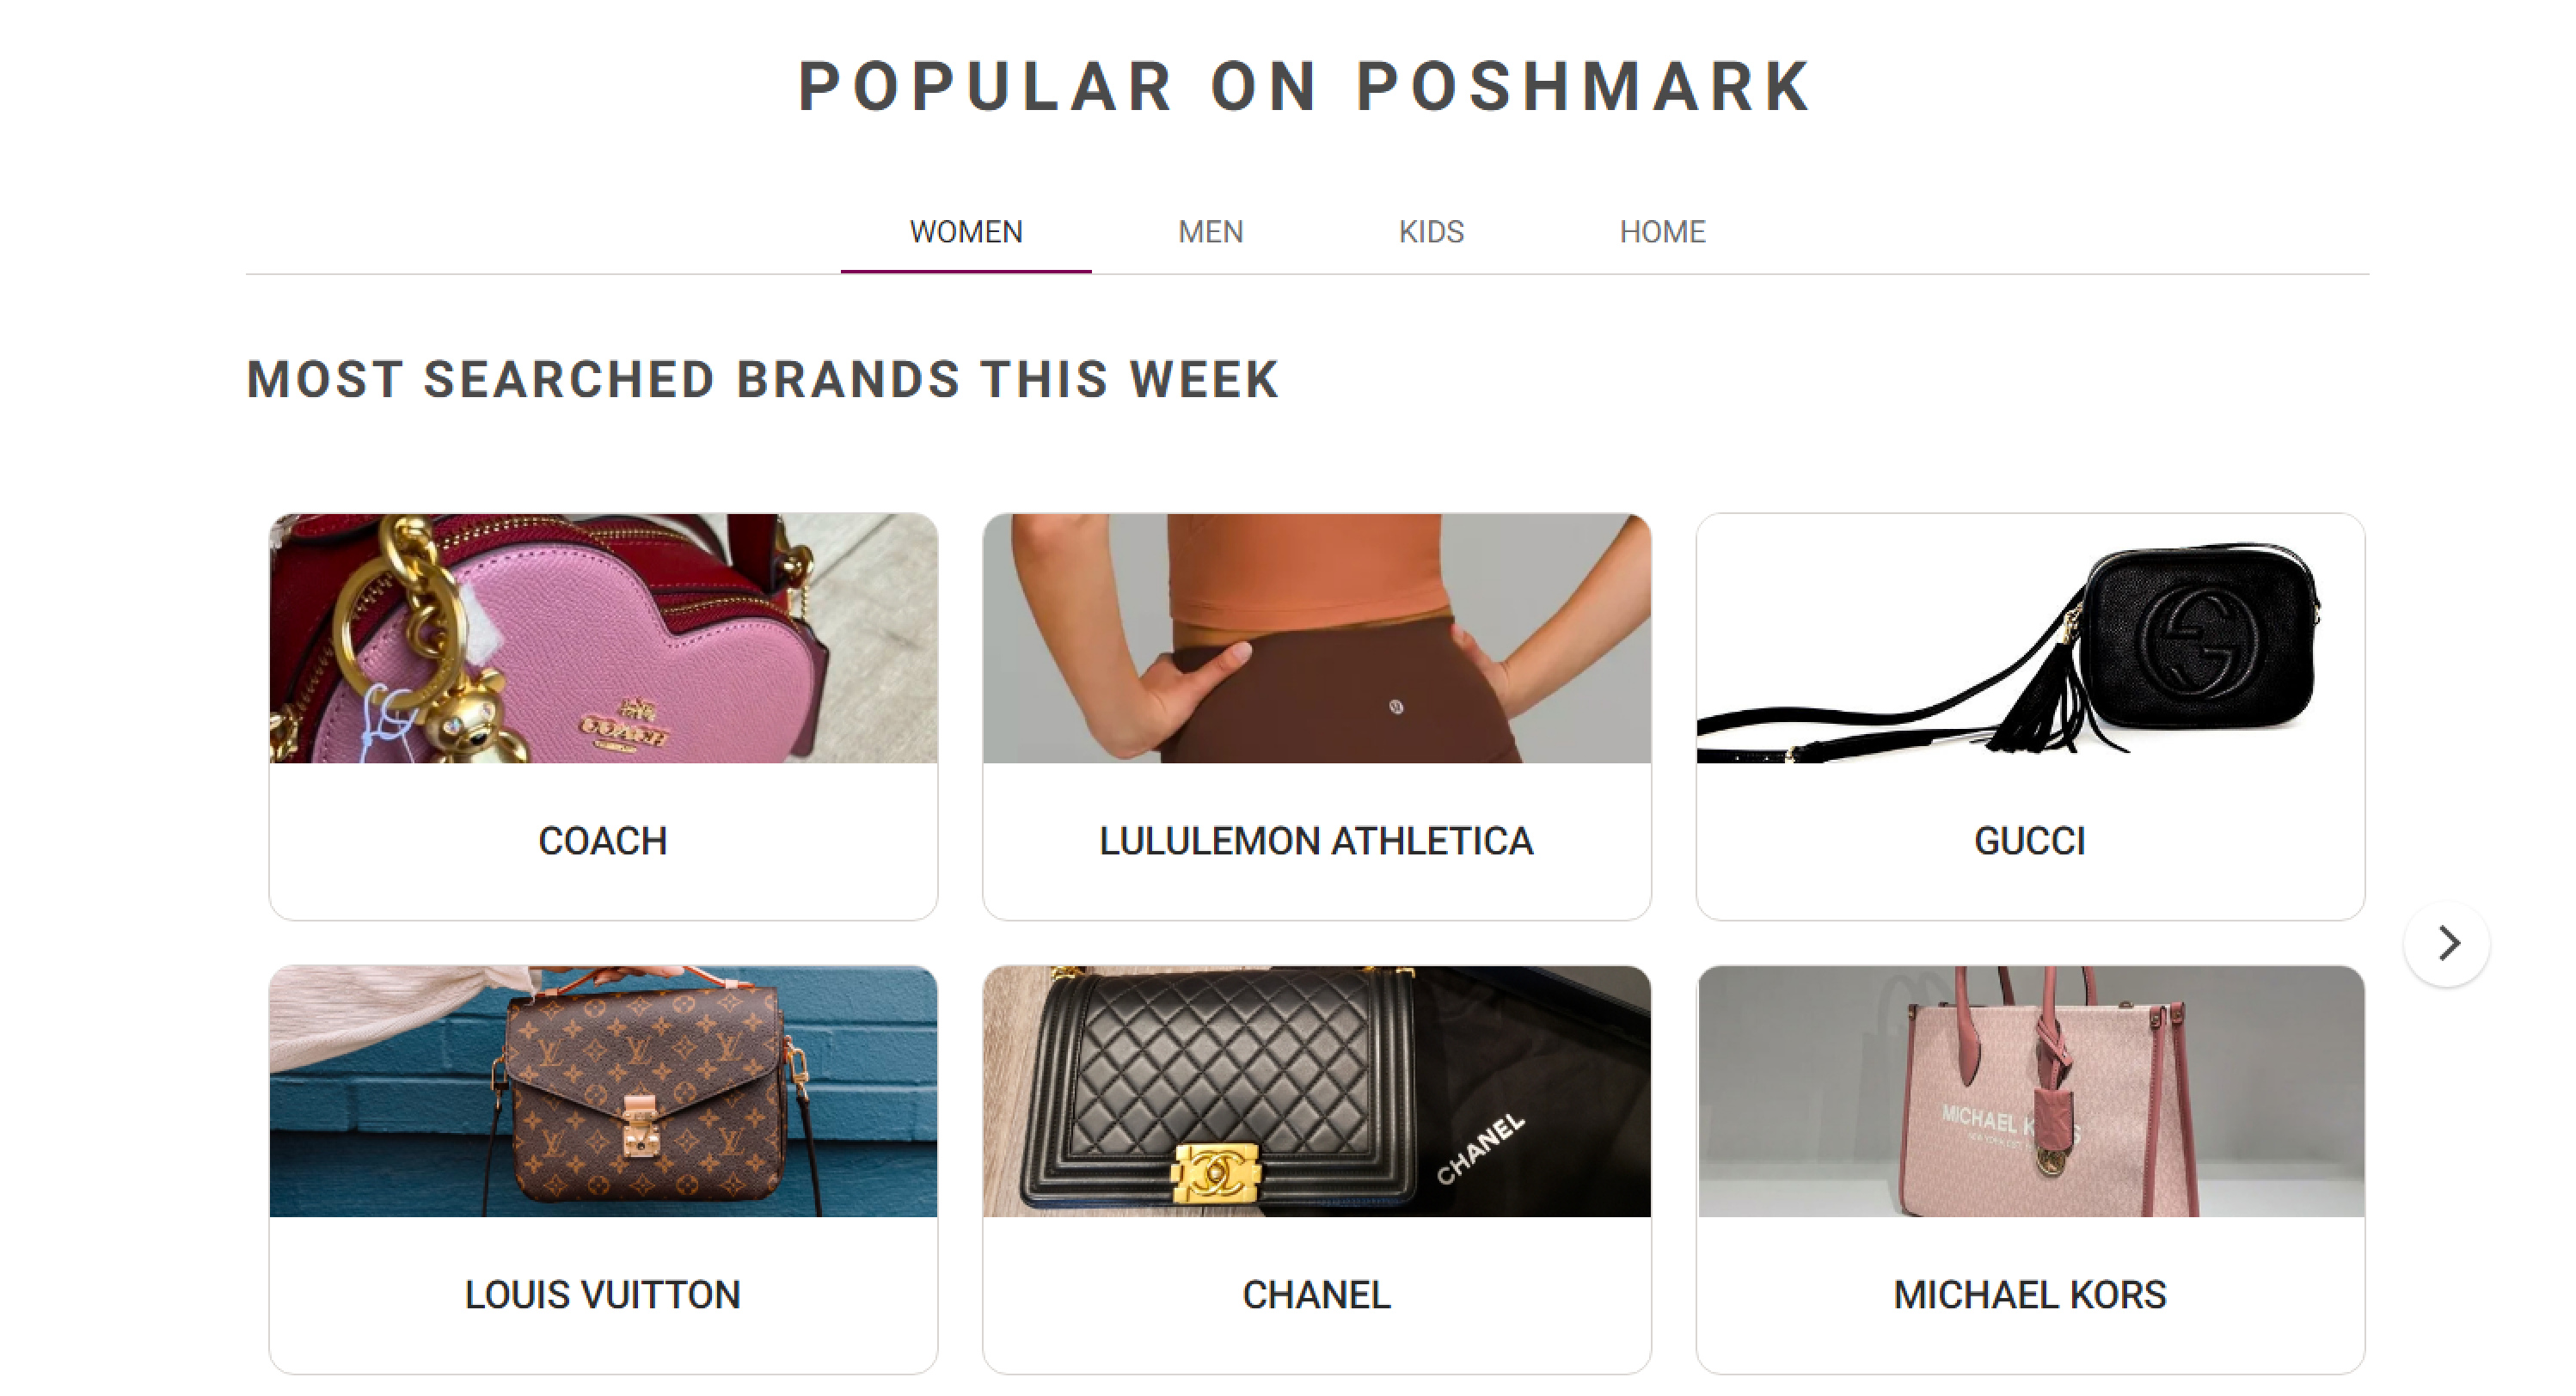 POPULAR ON POSHMARK
WOMEN MEN KIDS HOME
MOST SEARCHED BRANDS THIS WEEK
COACH
COACH
LULULEMON ATHLETICA
GUCCI
LOUIS VUITTON
CHANEL
CHANEL
MICHAEL K S
MICHAEL KORS